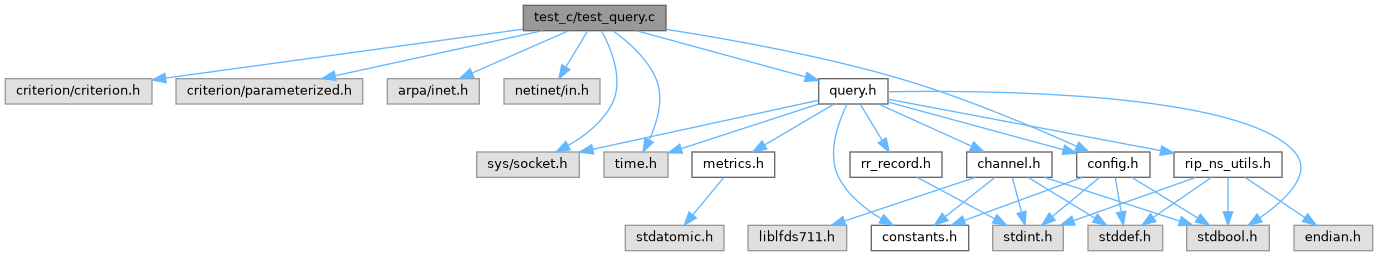 test_c/test_query.c
criterion/criterion.h
criterion/parameterized.h
arpa/inet.h
netinet/in.h
query.h
sys/socket.h
time.h
metrics.h
rr_record.h
channel.h
config.h
rip_ns_utils.h
stdatomic.h
liblfds711.h
constants.h
stdint.h
stddef.h
stdbool.h
endian.h